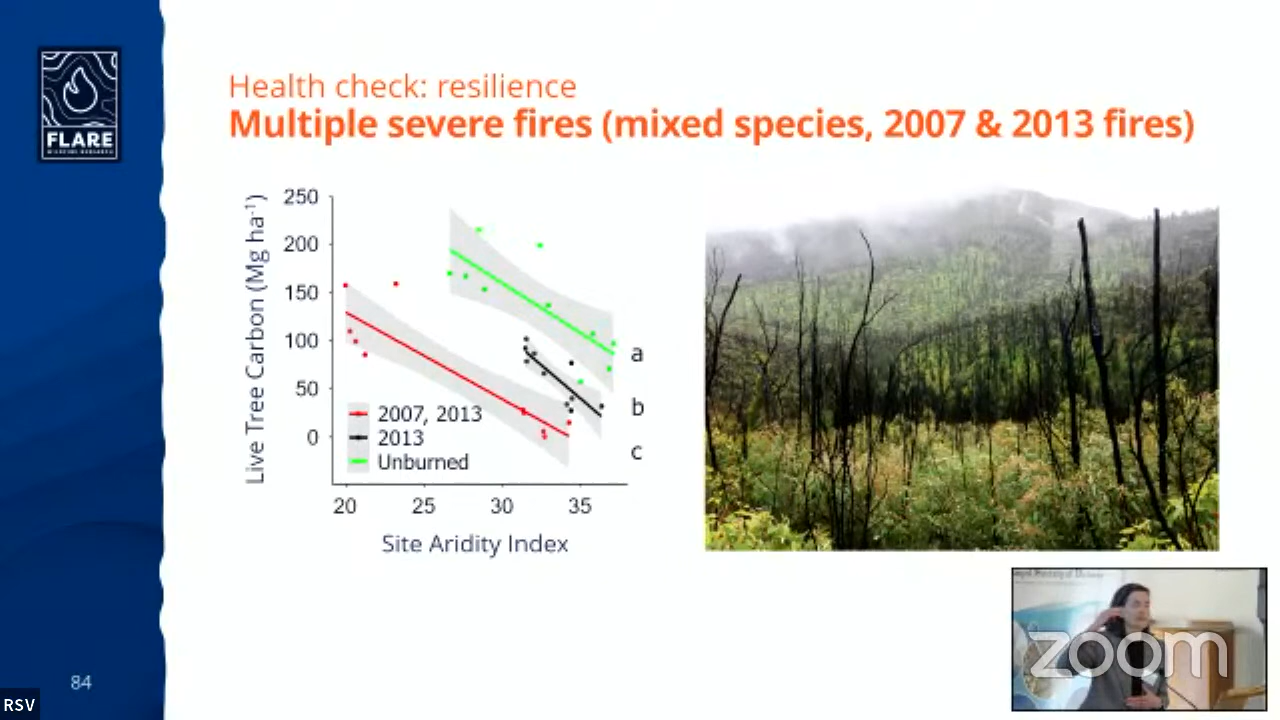 FLARE
Health check: resilience
Multiple severe fires (mixed species, 2007 & 2013 fires)
Live Tree Carbon (Mg ha⁻¹)
250
200
150
100
50
0
2007, 2013
2013
Unburned
a
b
c
20 25 30 35
Site Aridity Index
zoom
84
RSV